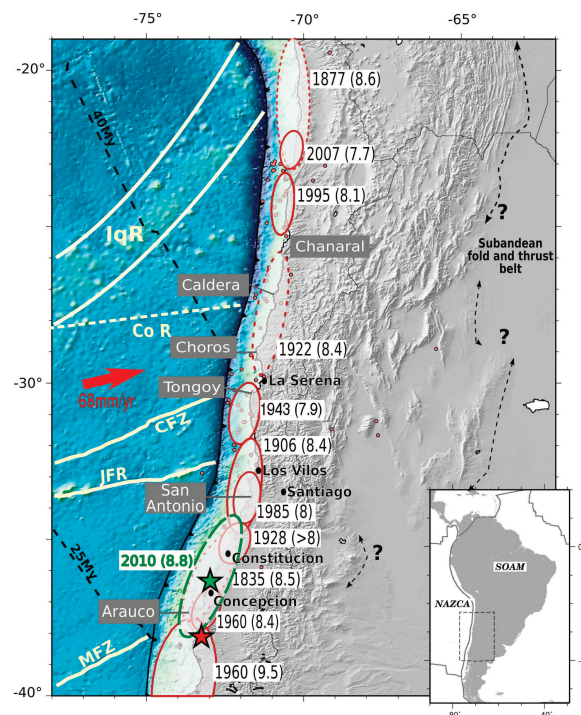 -75°
-70°
-65°
-20°
1877 (8.6)
40My
2007 (7.7)
1995 (8.1)
?
IqR
Chanaral
Subandean
fold and thrust
belt
Caldera
Co R
Choros
1922 (8.4)
?
-30°
La Serena
68mm/yr.
Tongoy
1943 (7.9)
CFZ
1906 (8.4)
JFR
Los Vilos
San
Antonio
Santiago
1985 (8)
1928 (>8)
2010 (8.8)
Constitucion
?
25My
1835 (8.5)
Concepcion
Arauco
1960 (8.4)
MFZ
1960 (9.5)
-40°
0°
SOAM
NAZCA
80°
40°